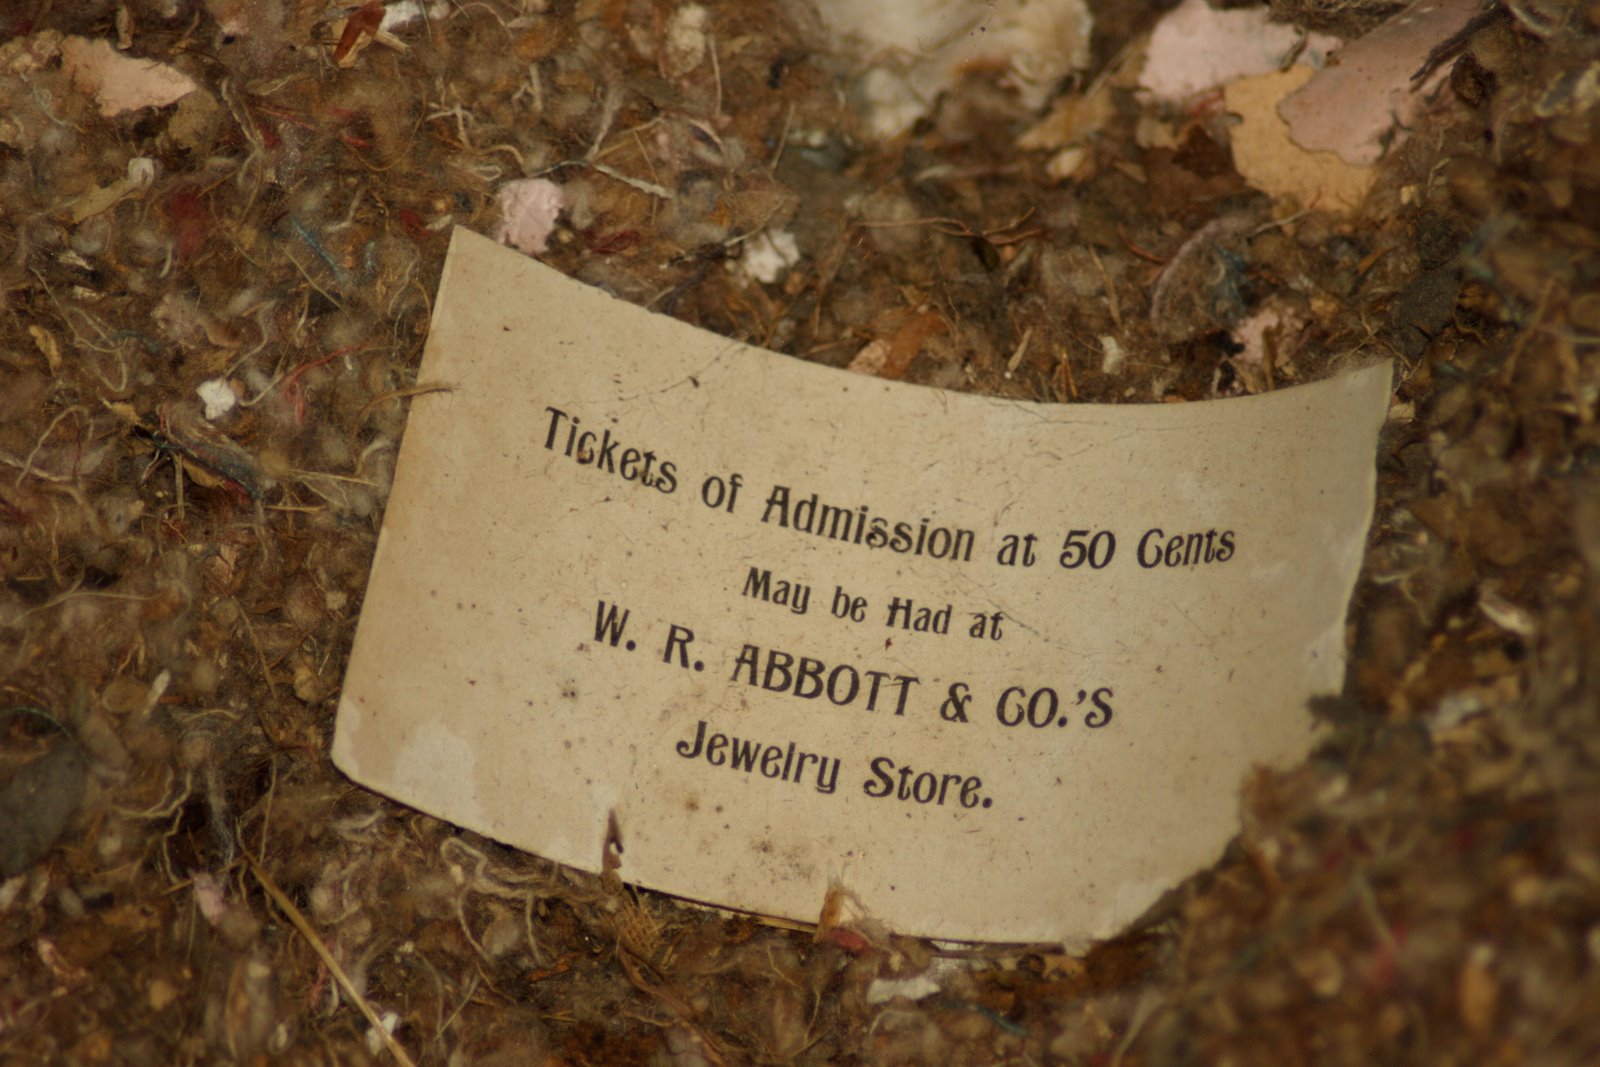 Tickets of Admission at 50 Cents
May be Had at
W. R. ABBOTT & CO.'S
Jewelry Store.